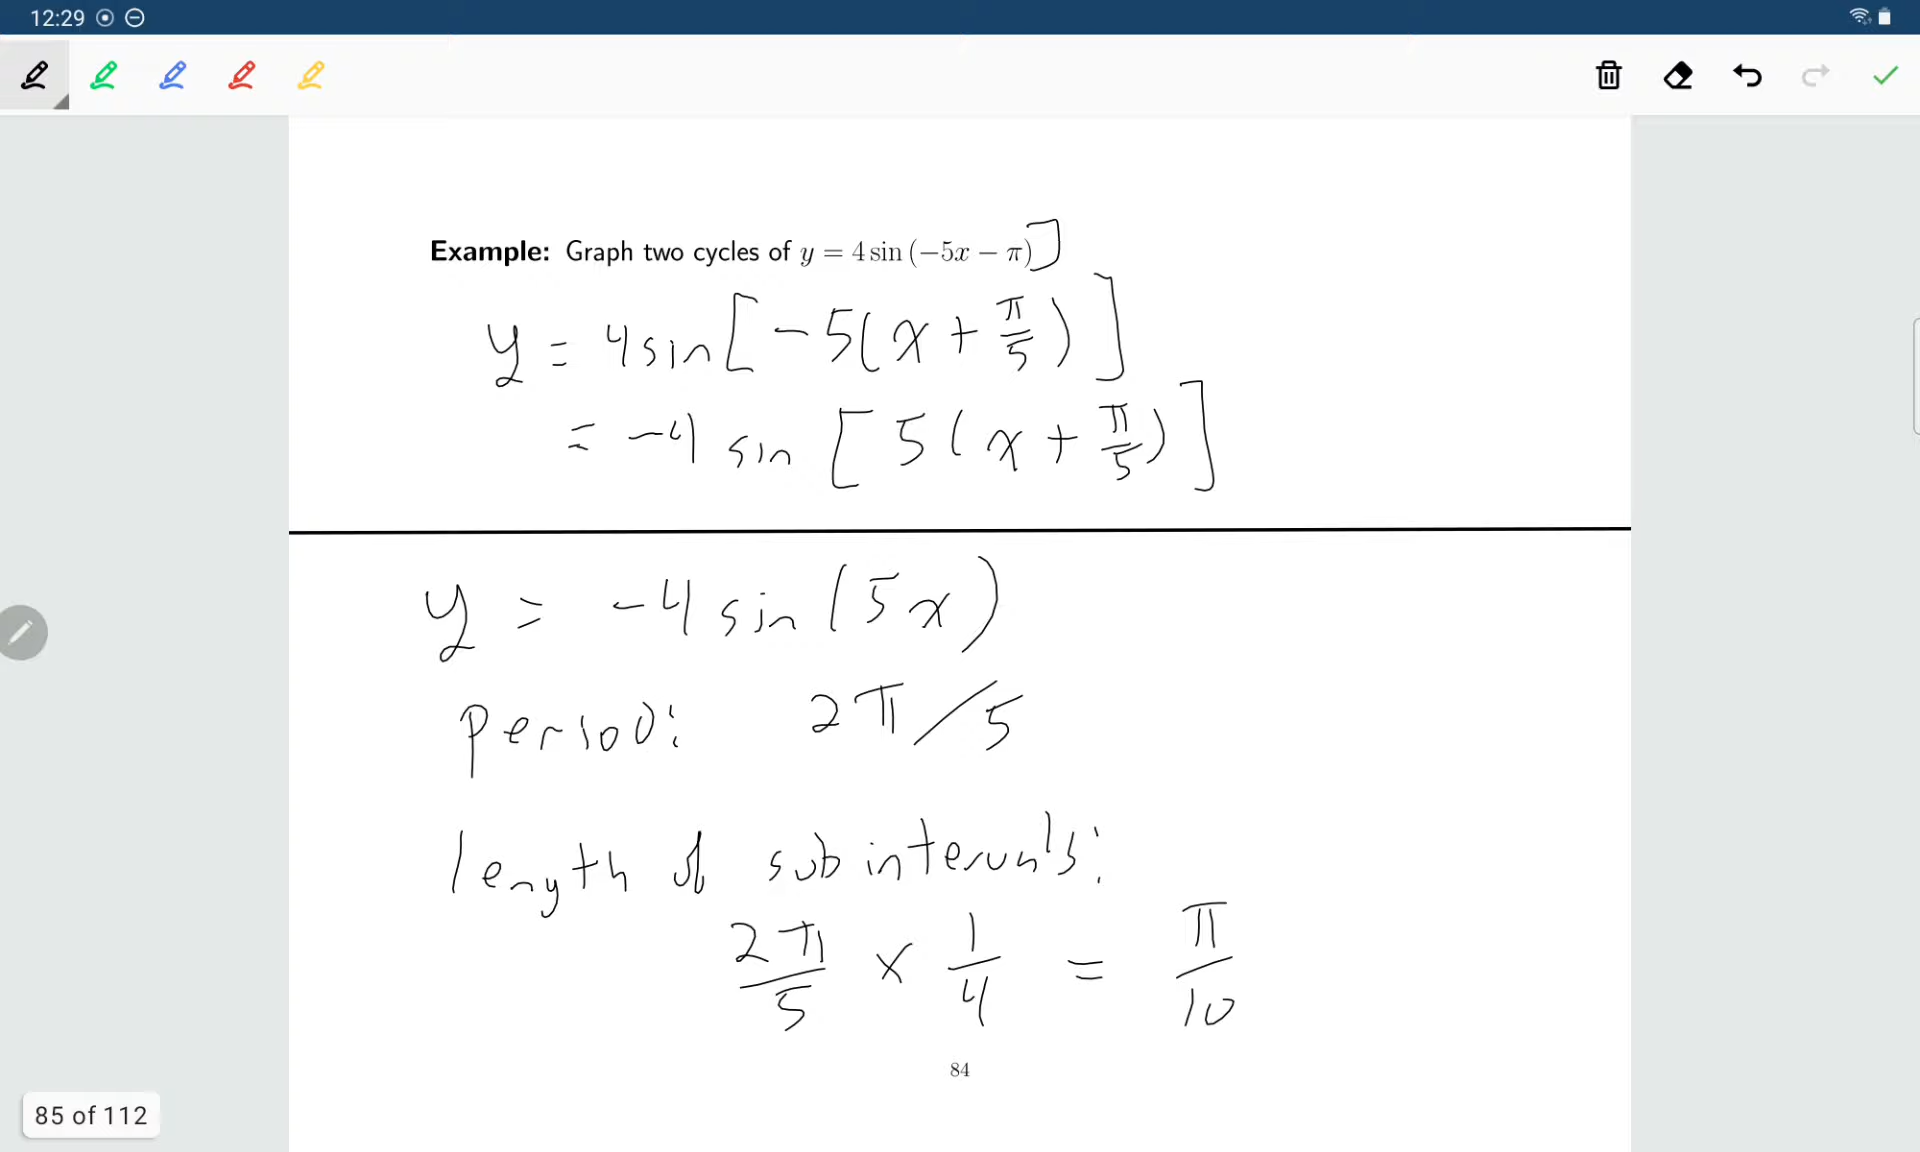 12:29
Example: Graph two cycles of y = 4 sin (−5x − π)]
y = 4 sin [ −5(x + π/5) ]
= −4 sin [ 5(x + π/5) ]
y = −4 sin (5x)
period: 2π/5
length of subintervals:
2π/5 × 1/4 = π/10
84
85 of 112